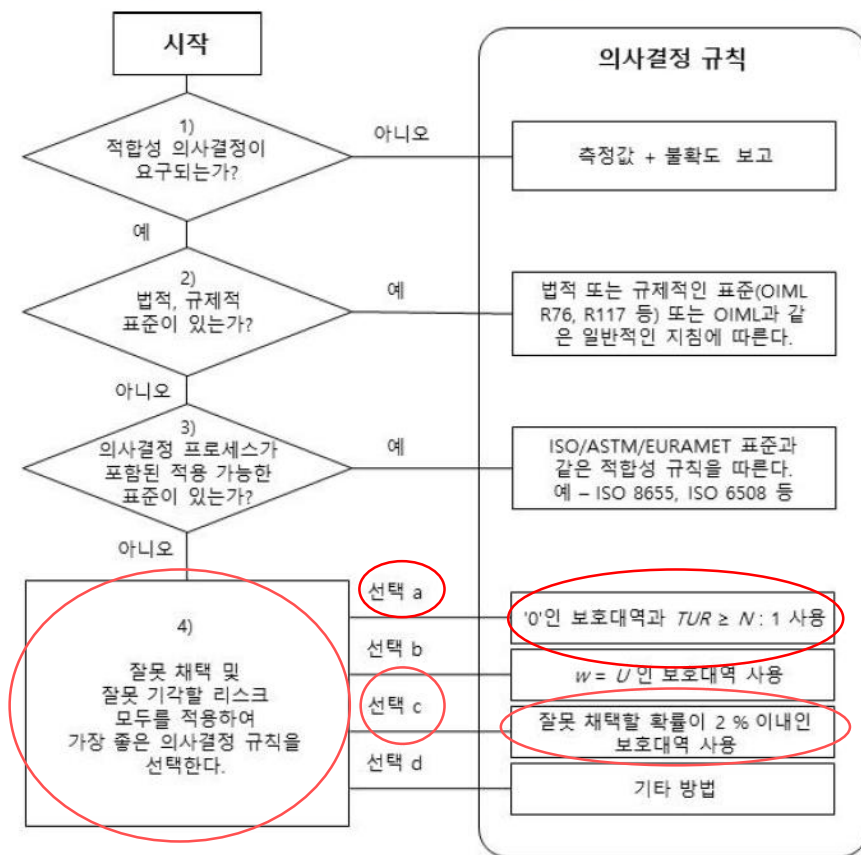 시작
의사결정 규칙
1)
적합성 의사결정이
요구되는가?
아니오
측정값 + 불확도 보고
예
2)
법적, 규제적
표준이 있는가?
예
법적 또는 규제적인 표준(OIML
R76, R117 등) 또는 OIML과 같
은 일반적인 지침에 따른다.
아니오
3)
의사결정 프로세스가
포함된 적용 가능한
표준이 있는가?
예
ISO/ASTM/EURAMET 표준과
같은 적합성 규칙을 따른다.
예 – ISO 8655, ISO 6508 등
아니오
4)
잘못 채택 및
잘못 기각할 리스크
모두를 적용하여
가장 좋은 의사결정 규칙을
선택한다.
선택 a
'0'인 보호대역과 TUR ≥ N : 1 사용
선택 b
w = U 인 보호대역 사용
선택 c
잘못 채택할 확률이 2 % 이내인
보호대역 사용
선택 d
기타 방법